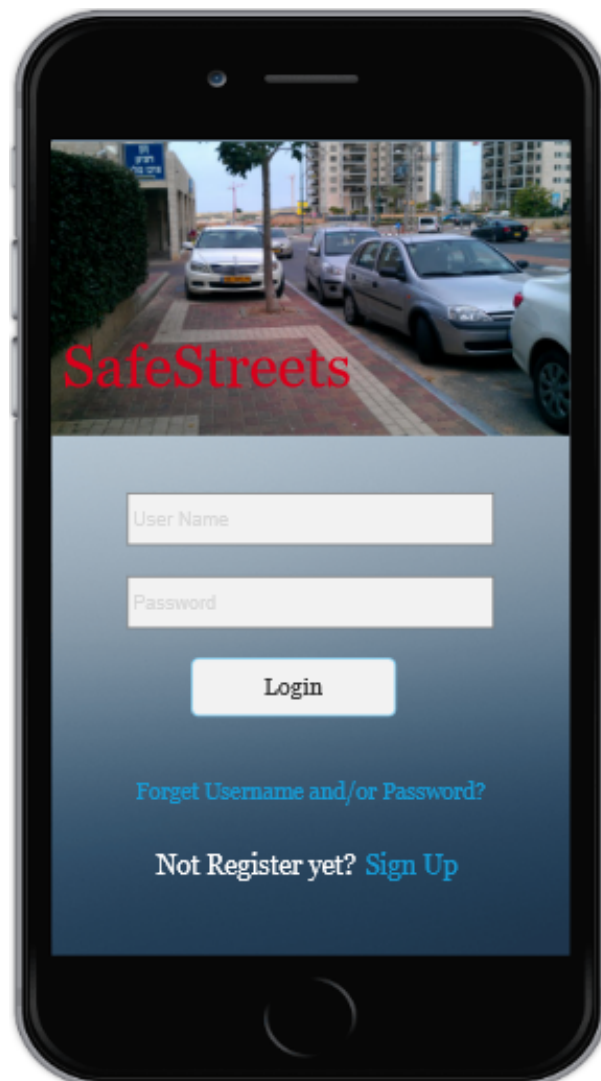 SafeStreets
User Name
Password
Login
Forget Username and/or Password?
Not Register yet? Sign Up